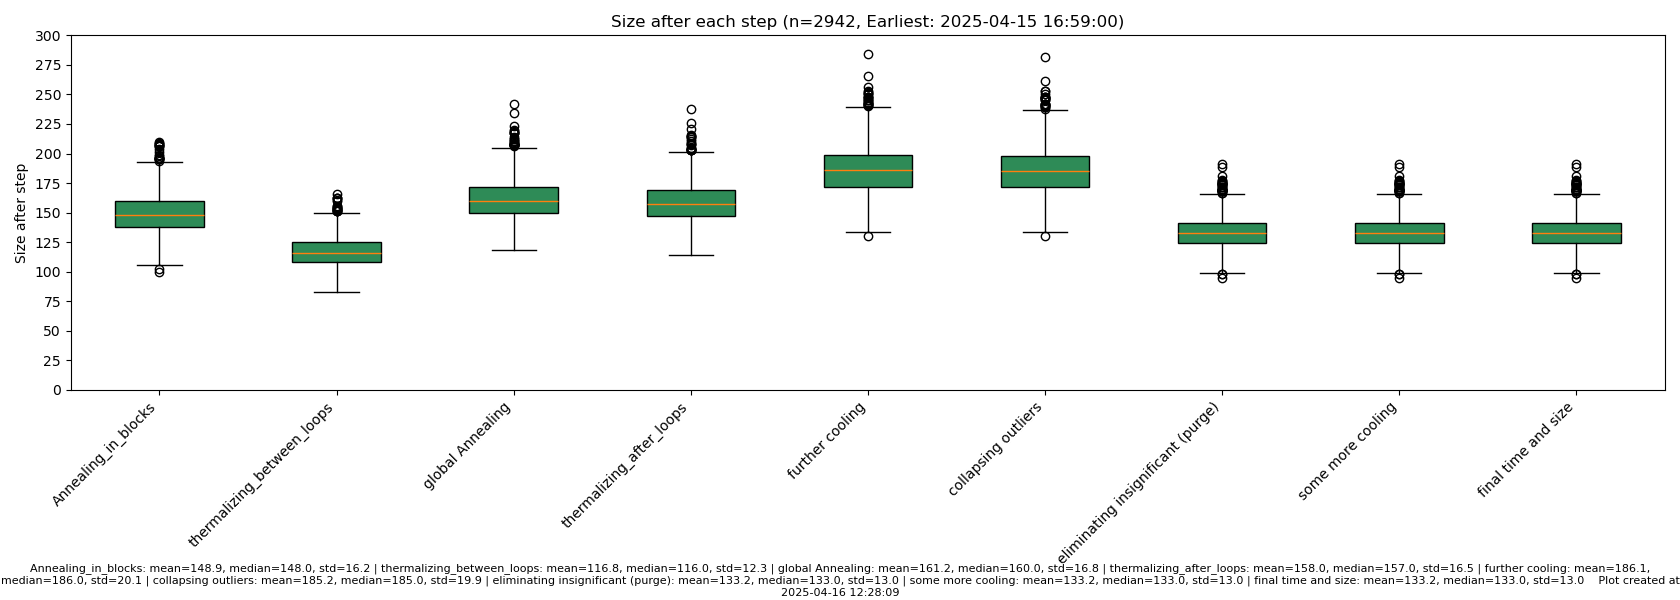 Size after each step (n=2942, Earliest: 2025-04-15 16:59:00)
300
275
250
225
200
175
150
125
100
75
50
25
0
Size after step
Annealing_in_blocks
thermalizing_between_loops
global Annealing
thermalizing_after_loops
further cooling
collapsing outliers
eliminating insignificant (purge)
some more cooling
final time and size
Annealing_in_blocks: mean=148.9, median=148.0, std=16.2 | thermalizing_between_loops: mean=116.8, median=116.0, std=12.3 | global Annealing: mean=161.2, median=160.0, std=16.8 | thermalizing_after_loops: mean=158.0, median=157.0, std=16.5 | further cooling: mean=186.1,
median=186.0, std=20.1 | collapsing outliers: mean=185.2, median=185.0, std=19.9 | eliminating insignificant (purge): mean=133.2, median=133.0, std=13.0 | some more cooling: mean=133.2, median=133.0, std=13.0 | final time and size: mean=133.2, median=133.0, std=13.0 Plot created at
2025-04-16 12:28:09